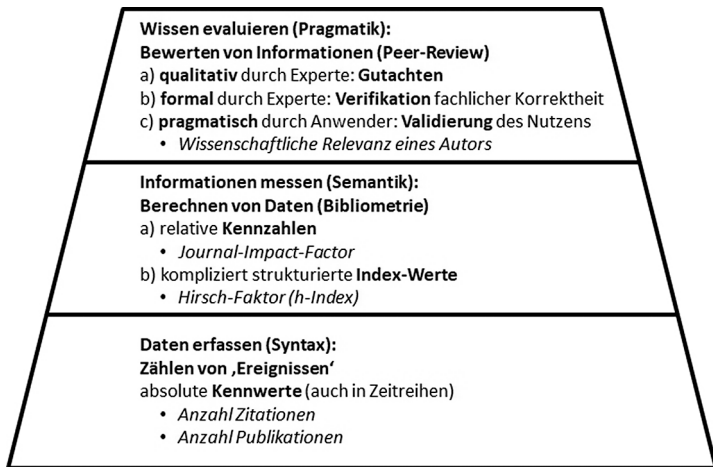 Wissen evaluieren (Pragmatik):
Bewerten von Informationen (Peer-Review)
a) qualitativ durch Experte: Gutachten
b) formal durch Experte: Verifikation fachlicher Korrektheit
c) pragmatisch durch Anwender: Validierung des Nutzens
• Wissenschaftliche Relevanz eines Autors
Informationen messen (Semantik):
Berechnen von Daten (Bibliometrie)
a) relative Kennzahlen
• Journal-Impact-Factor
b) kompliziert strukturierte Index-Werte
• Hirsch-Faktor (h-Index)
Daten erfassen (Syntax):
Zählen von ‚Ereignissen‘
absolute Kennwerte (auch in Zeitreihen)
• Anzahl Zitationen
• Anzahl Publikationen